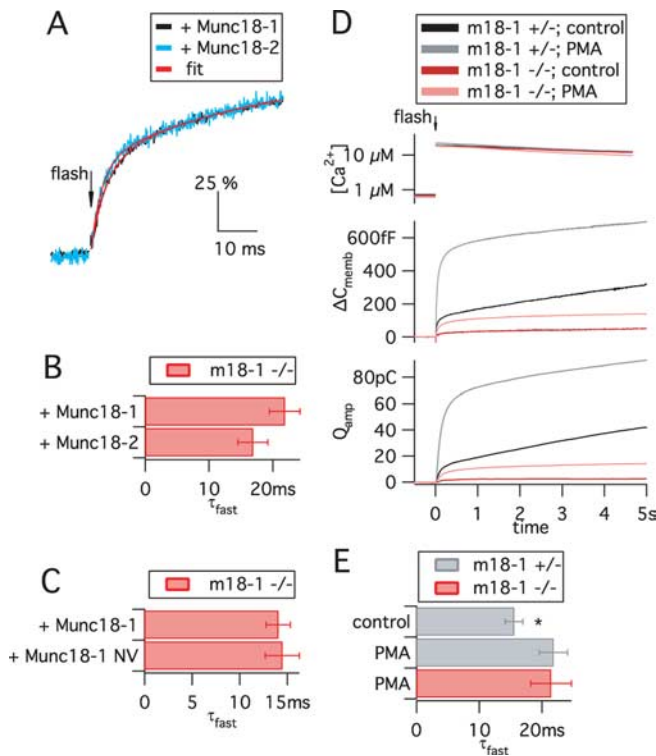 A
+ Munc18-1
+ Munc18-2
fit
flash
25 %
10 ms
B
m18-1 -/-
+ Munc18-1
+ Munc18-2
0 10 20ms
τfast
C
m18-1 -/-
+ Munc18-1
+ Munc18-1 NV
0 5 10 15ms
τfast
D
m18-1 +/-; control
m18-1 +/-; PMA
m18-1 -/-; control
m18-1 -/-; PMA
flash
[Ca2+]
10 µM
1 µM
ΔCmemb
600fF
400
200
0
Qamp
80pC
60
40
20
0
0 1 2 3 4 5s
time
E
m18-1 +/-
m18-1 -/-
control
*
PMA
PMA
0 10 20ms
τfast